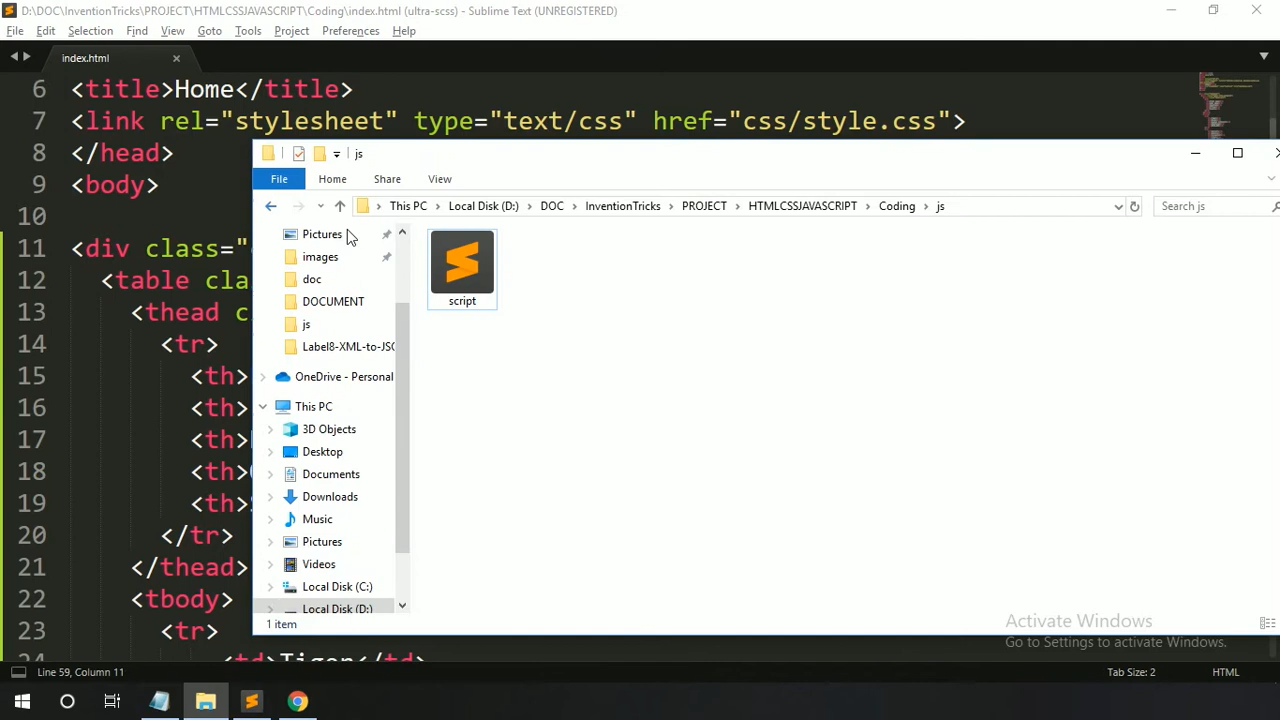 D:\DOC\InventionTricks\PROJECT\HTMLCSSJAVASCRIPT\Coding\index.html (ultra-scss) - Sublime Text (UNREGISTERED)
File Edit Selection Find View Goto Tools Project Preferences Help
index.html
6 <title>Home</title>
7 <link rel="stylesheet" type="text/css" href="css/style.css">
8 </head>
9 <body>
10
11 <div class="
12 <table cla
13 <thead c
14 <tr>
15 <th>
16 <th>
17 <th>
18 <th>
19 <th>
20 </tr>
21 </thead>
22 <tbody>
23 <tr>
24 <td>Tiger</td>
js
File Home Share View
This PC Local Disk (D:) DOC InventionTricks PROJECT HTMLCSSJAVASCRIPT Coding js
Search js
Pictures
images
doc
DOCUMENT
js
Label8-XML-to-JSO
OneDrive - Personal
This PC
3D Objects
Desktop
Documents
Downloads
Music
Pictures
Videos
Local Disk (C:)
Local Disk (D:)
script
1 item
Activate Windows
Go to Settings to activate Windows.
Line 59, Column 11
Tab Size: 2
HTML